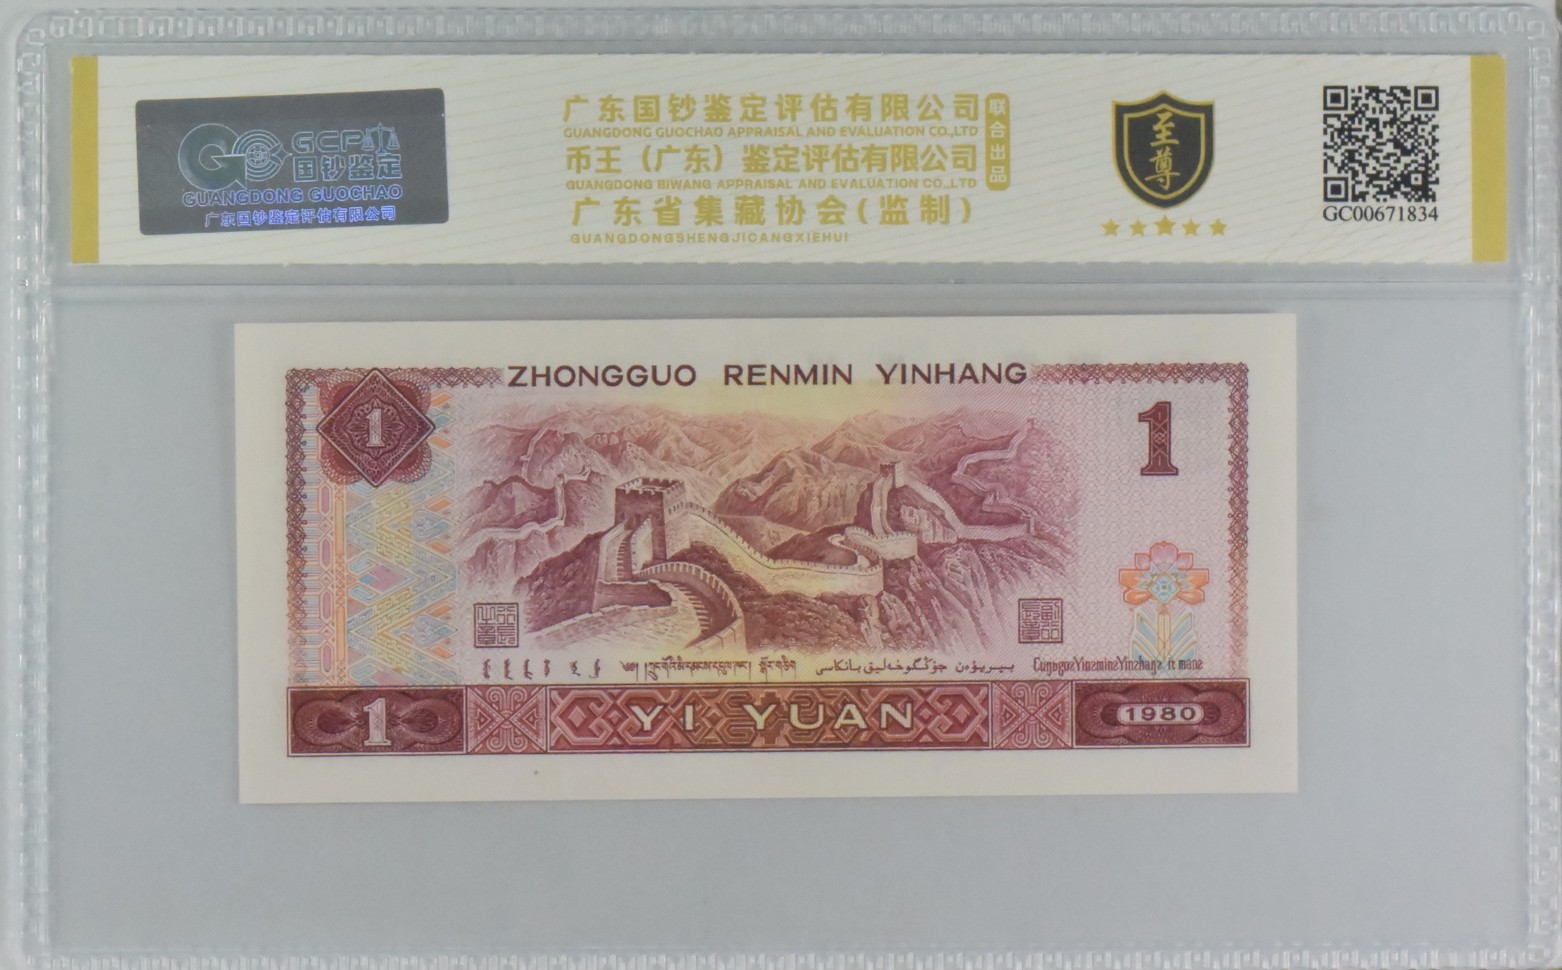 GCP
国钞鉴定
GUANGDONG GUOCHAO
广东国钞鉴定评估有限公司
广东国钞鉴定评估有限公司
GUANGDONG GUOCHAO APPRAISAL AND EVALUATION CO.,LTD
币王（广东）鉴定评估有限公司
GUANGDONG BIWANG APPRAISAL AND EVALUATION CO.,LTD
广东省集藏协会(监制)
GUANGDONGSHENGJICANGXIEHUI
联合出品
至尊
GC00671834
ZHONGGUO RENMIN YINHANG
1
1
1
YI YUAN
1980